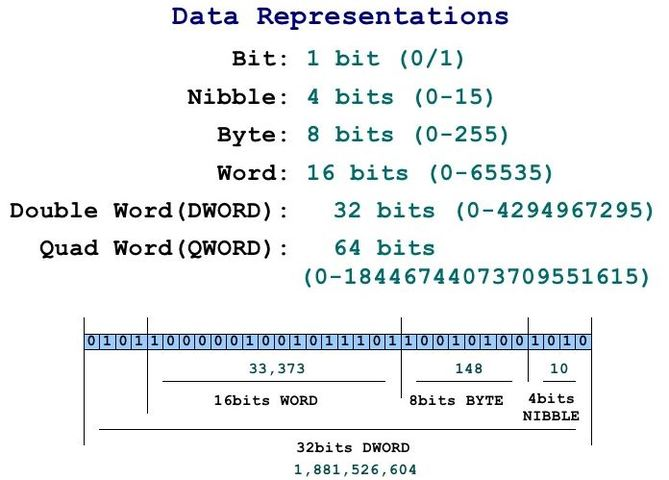 Data Representations
Bit: 1 bit (0/1)
Nibble: 4 bits (0-15)
Byte: 8 bits (0-255)
Word: 16 bits (0-65535)
Double Word(DWORD): 32 bits (0-4294967295)
Quad Word(QWORD): 64 bits
(0-18446744073709551615)
0 1 0 1 1 0 0 0 0 0 1 0 0 1 0 1 1 1 0 1 1 0 0 1 0 1 0 0 1 0 1 0
33,373 148 10
16bits WORD 8bits BYTE 4bits
NIBBLE
32bits DWORD
1,881,526,604